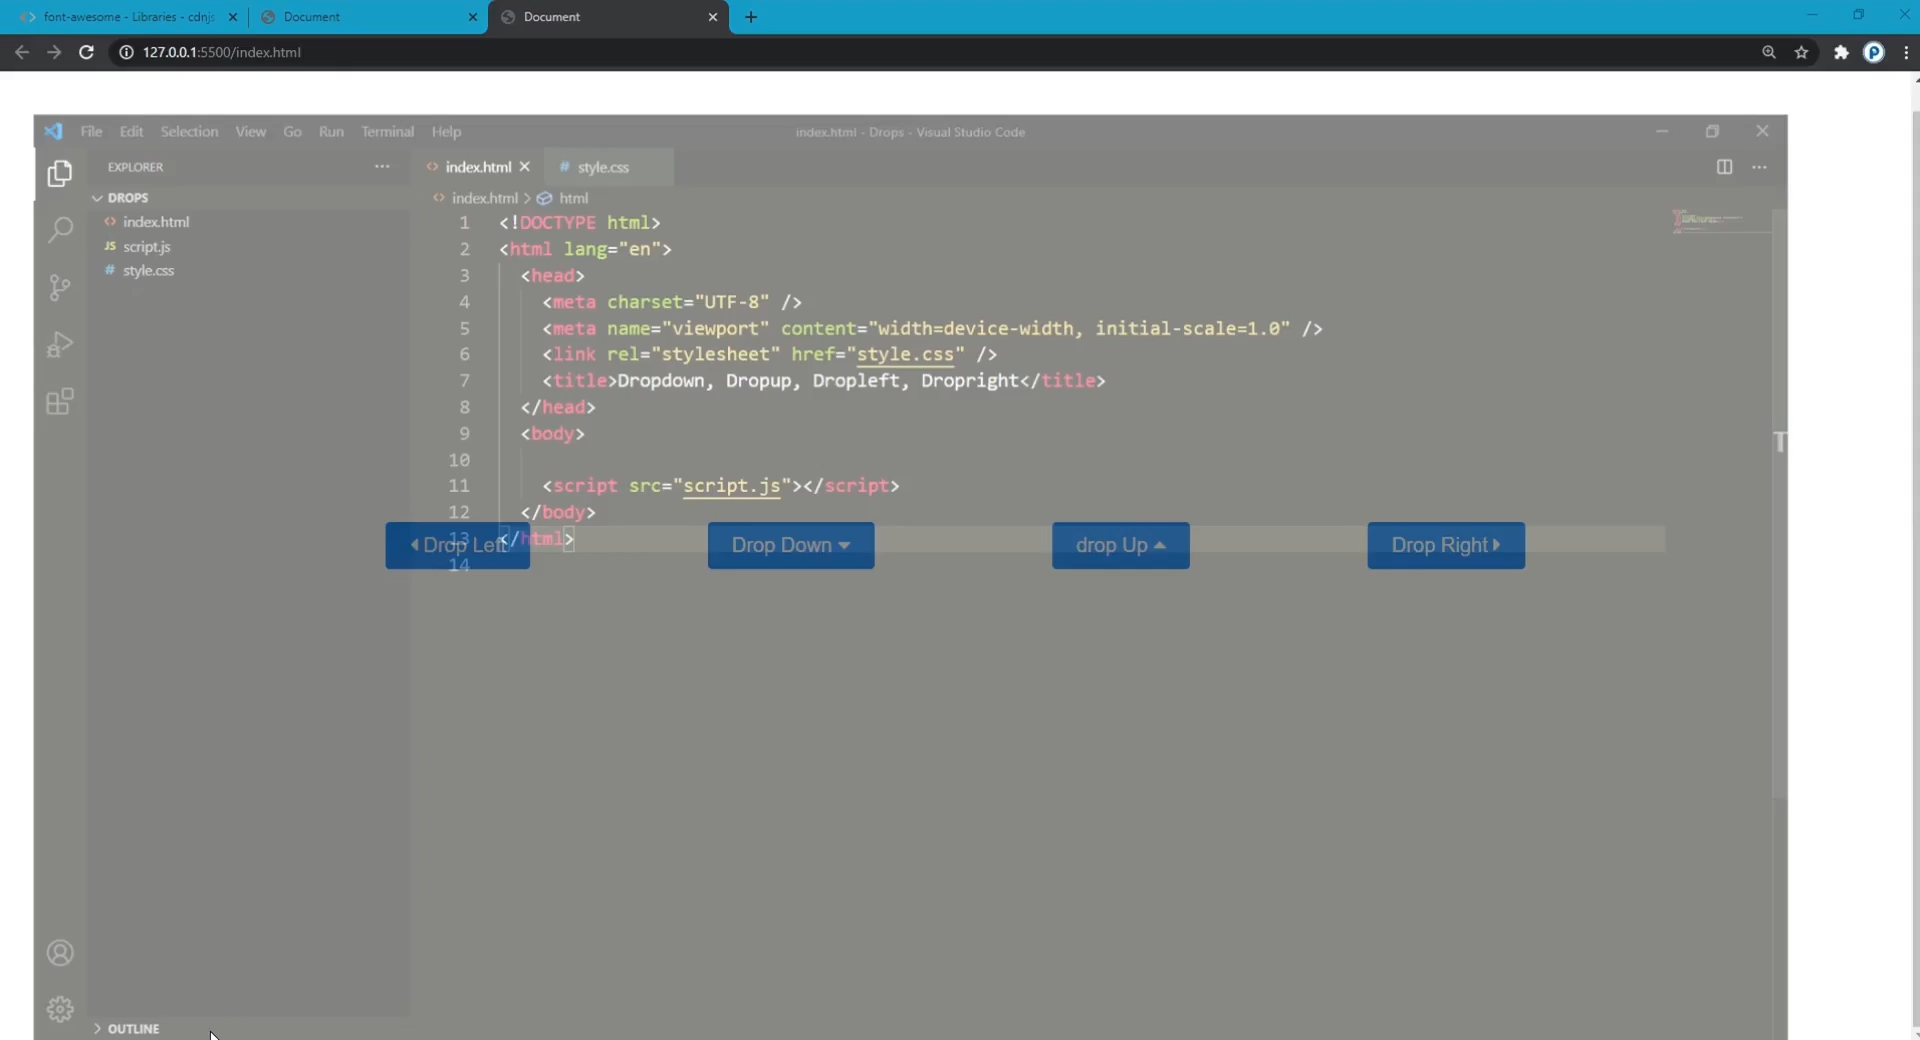 font-awesome - Libraries - cdnjs
Document
Document
127.0.0.1:5500/index.html
File Edit Selection View Go Run Terminal Help
index.html - Drops - Visual Studio Code
EXPLORER
index.html
# style.css
DROPS
index.html > html
index.html
JS script.js
# style.css
1 <!DOCTYPE html>
2 <html lang="en">
3 <head>
4 <meta charset="UTF-8" />
5 <meta name="viewport" content="width=device-width, initial-scale=1.0" />
6 <link rel="stylesheet" href="style.css" />
7 <title>Dropdown, Dropup, Dropleft, Dropright</title>
8 </head>
9 <body>
10
11 <script src="script.js"></script>
12 </body>
13 </html>
14
Drop Left
Drop Down
drop Up
Drop Right
T
OUTLINE